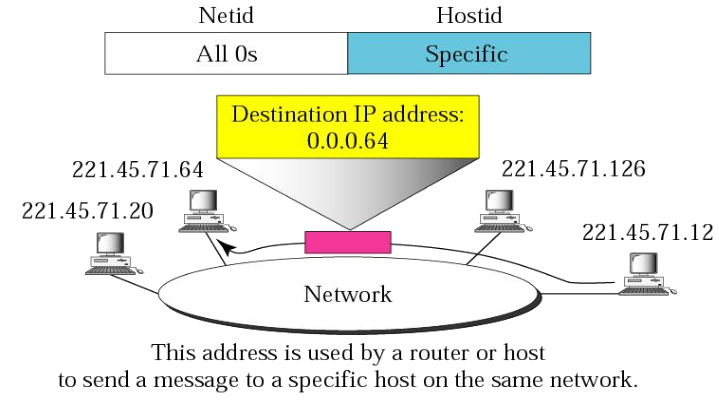 Netid Hostid
All 0s Specific
Destination IP address:
0.0.0.64
221.45.71.64 221.45.71.126
221.45.71.20
221.45.71.12
Network
This address is used by a router or host
to send a message to a specific host on the same network.